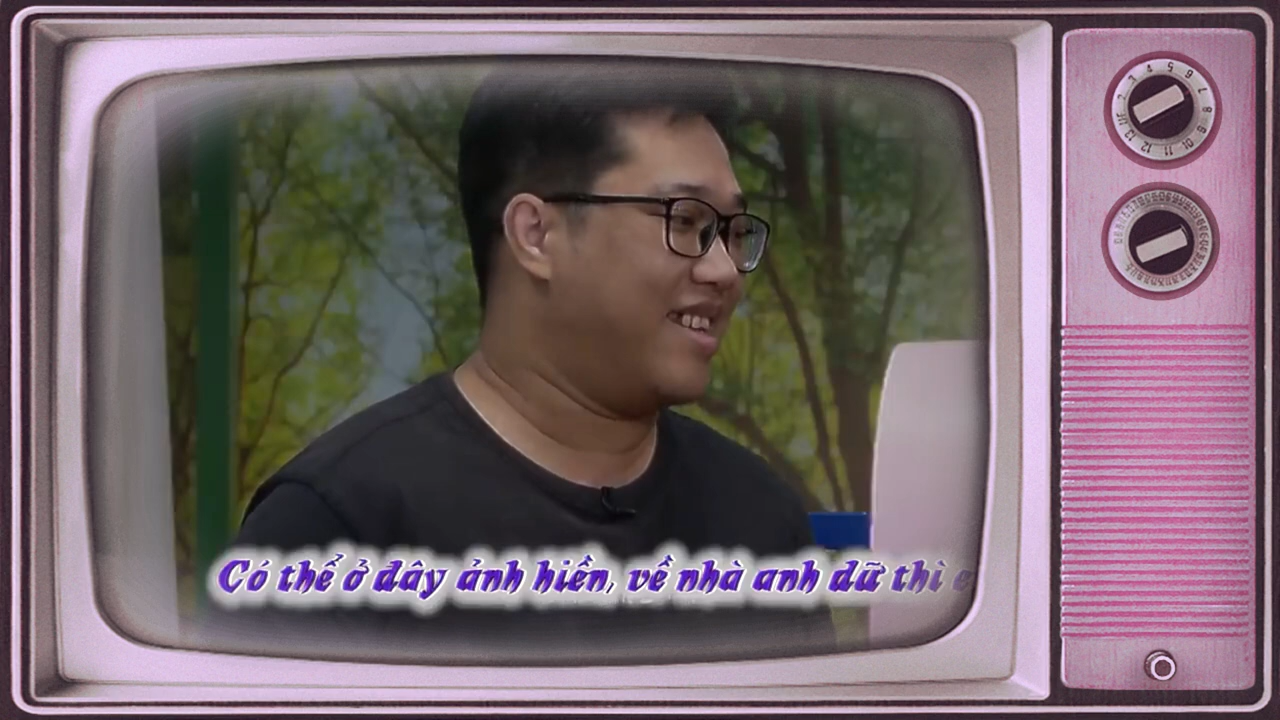 Có thể ở đây ảnh hiền, về nhà anh dữ thì